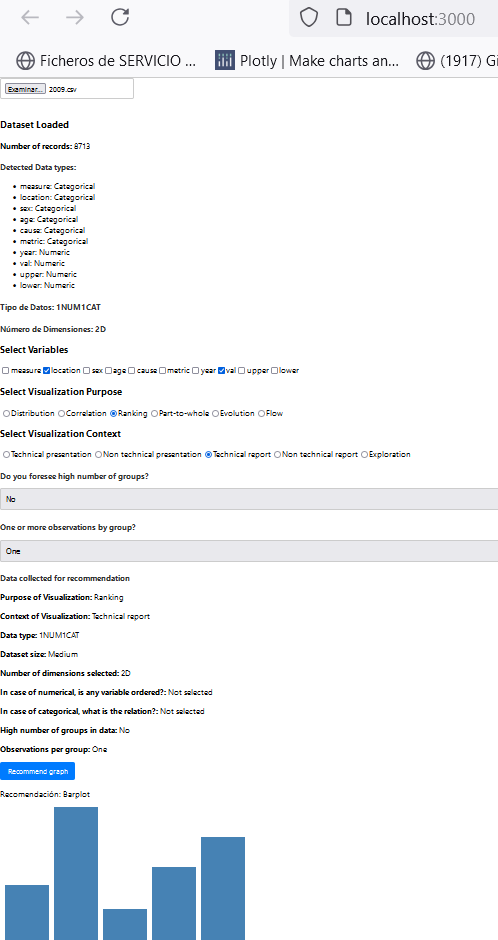 localhost:3000
Ficheros de SERVICIO ... Plotly | Make charts an... (1917) Gi
Examinar... 2009.csv
Dataset Loaded
Number of records: 8713
Detected Data types:
measure: Categorical
location: Categorical
sex: Categorical
age: Categorical
cause: Categorical
metric: Categorical
year: Numeric
val: Numeric
upper: Numeric
lower: Numeric
Tipo de Datos: 1NUM1CAT
Número de Dimensiones: 2D
Select Variables
measure location sex age cause metric year val upper lower
Select Visualization Purpose
Distribution Correlation Ranking Part-to-whole Evolution Flow
Select Visualization Context
Technical presentation Non technical presentation Technical report Non technical report Exploration
Do you foresee high number of groups?
No
One or more observations by group?
One
Data collected for recommendation
Purpose of Visualization: Ranking
Context of Visualization: Technical report
Data type: 1NUM1CAT
Dataset size: Medium
Number of dimensions selected: 2D
In case of numerical, is any variable ordered?: Not selected
In case of categorical, what is the relation?: Not selected
High number of groups in data: No
Observations per group: One
Recommend graph
Recomendación: Barplot